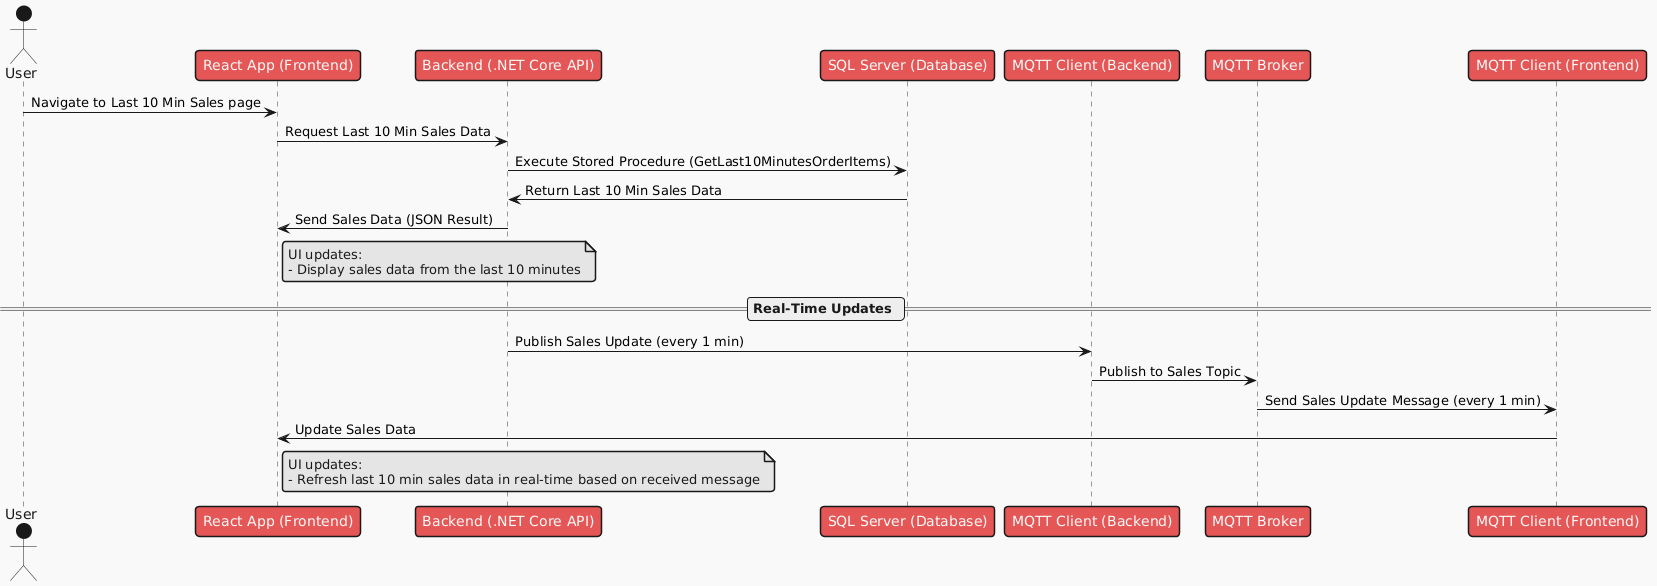 User
React App (Frontend)
Backend (.NET Core API)
SQL Server (Database)
MQTT Client (Backend)
MQTT Broker
MQTT Client (Frontend)
Navigate to Last 10 Min Sales page
Request Last 10 Min Sales Data
Execute Stored Procedure (GetLast10MinutesOrderItems)
Return Last 10 Min Sales Data
Send Sales Data (JSON Result)
UI updates:
- Display sales data from the last 10 minutes
Real-Time Updates
Publish Sales Update (every 1 min)
Publish to Sales Topic
Send Sales Update Message (every 1 min)
Update Sales Data
UI updates:
- Refresh last 10 min sales data in real-time based on received message
User
React App (Frontend)
Backend (.NET Core API)
SQL Server (Database)
MQTT Client (Backend)
MQTT Broker
MQTT Client (Frontend)